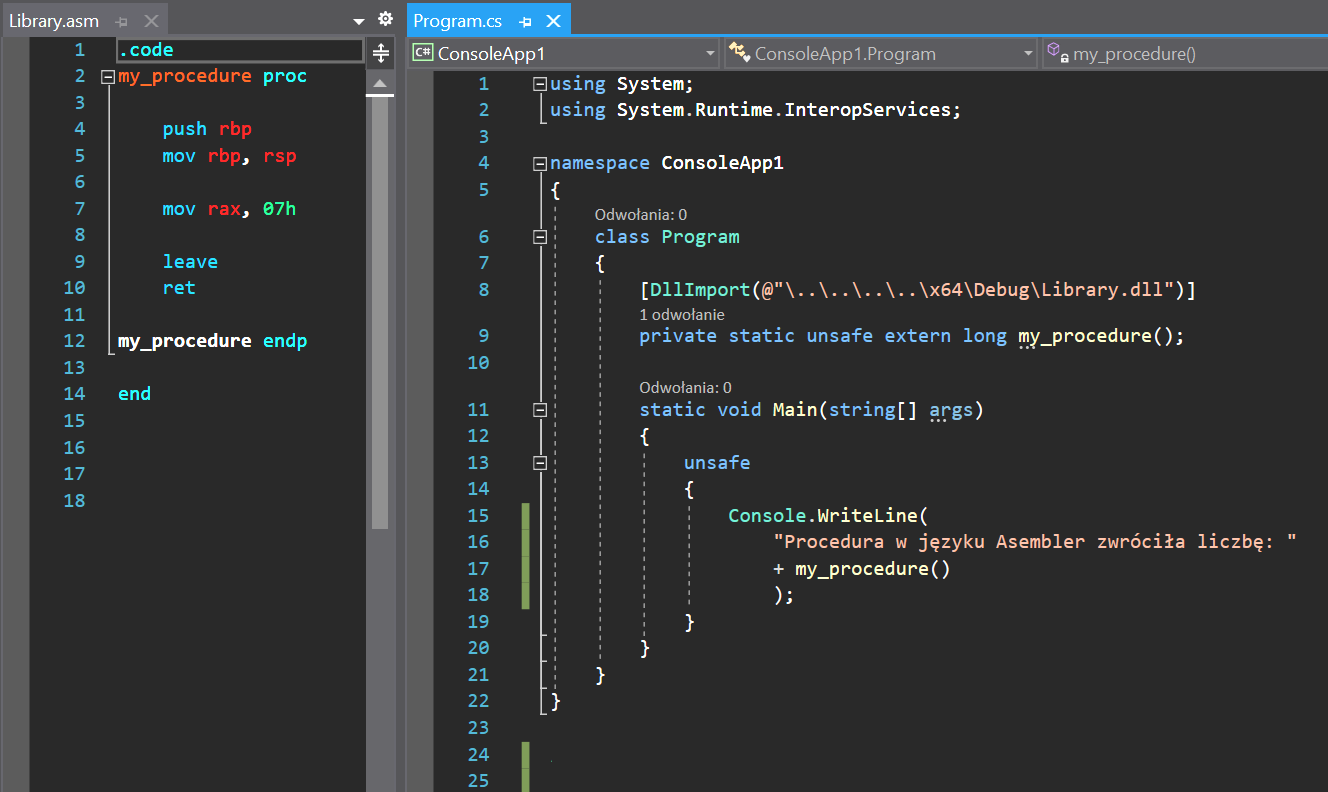 Library.asm
1 .code
2 my_procedure proc
3
4 push rbp
5 mov rbp, rsp
6
7 mov rax, 07h
8
9 leave
10 ret
11
12 my_procedure endp
13
14 end
15
16
17
18
Program.cs
C# ConsoleApp1 ConsoleApp1.Program my_procedure()
1 using System;
2 using System.Runtime.InteropServices;
3
4 namespace ConsoleApp1
5 {
Odwołania: 0
6 class Program
7 {
8 [DllImport(@"\..\..\..\..\x64\Debug\Library.dll")]
1 odwołanie
9 private static unsafe extern long my_procedure();
10
Odwołania: 0
11 static void Main(string[] args)
12 {
13 unsafe
14 {
15 Console.WriteLine(
16 "Procedura w języku Asembler zwróciła liczbę: "
17 + my_procedure()
18 );
19 }
20 }
21 }
22 }
23
24
25